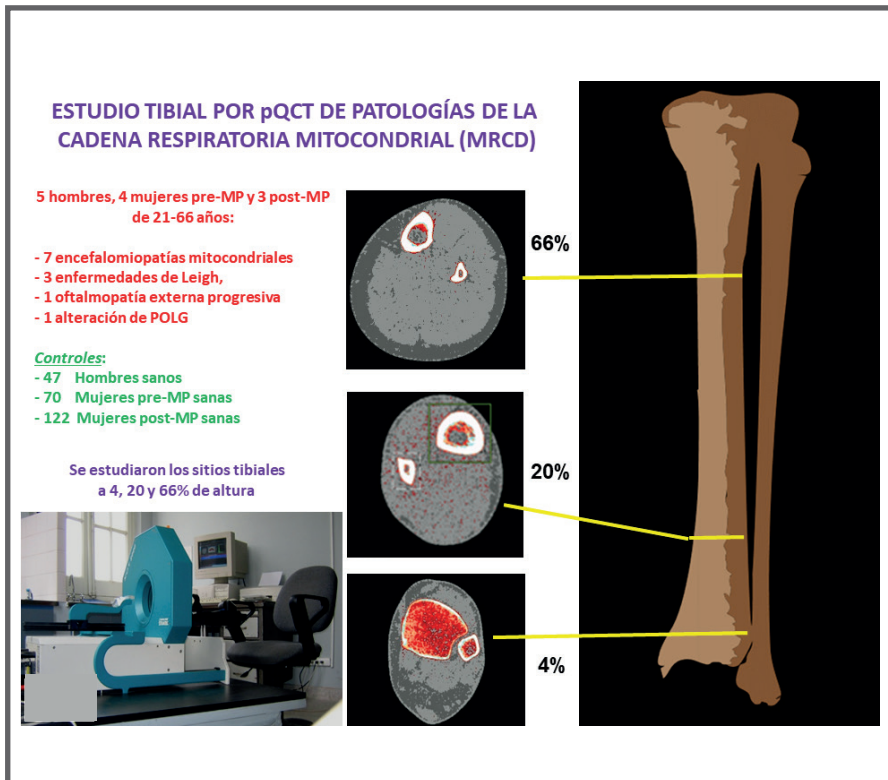 ESTUDIO TIBIAL POR pQCT DE PATOLOGÍAS DE LA
CADENA RESPIRATORIA MITOCONDRIAL (MRCD)
5 hombres, 4 mujeres pre-MP y 3 post-MP
de 21-66 años:
- 7 encefalomiopatías mitocondriales
- 3 enfermedades de Leigh,
- 1 oftalmopatía externa progresiva
- 1 alteración de POLG
Controles:
- 47 Hombres sanos
- 70 Mujeres pre-MP sanas
- 122 Mujeres post-MP sanas
Se estudiaron los sitios tibiales
a 4, 20 y 66% de altura
66%
20%
4%